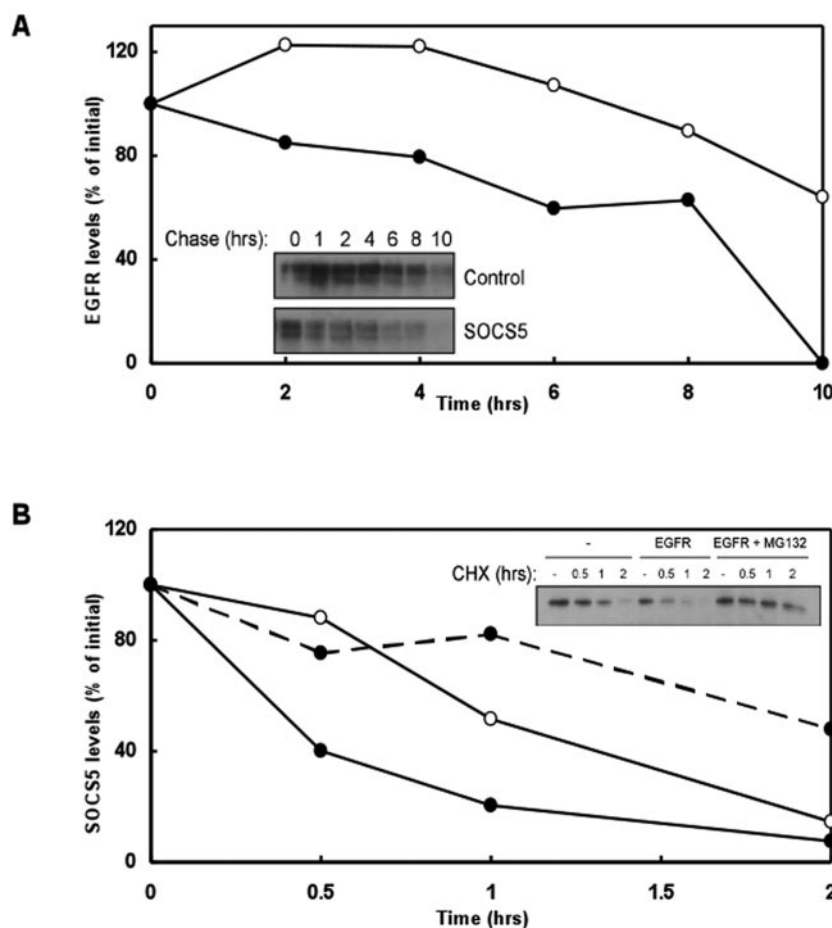 A
EGFR levels (% of initial)
120
80
40
0
Chase (hrs): 0 1 2 4 6 8 10
Control
SOCS5
0 2 4 6 8 10
Time (hrs)
B
SOCS5 levels (% of initial)
120
80
40
0
- EGFR EGFR + MG132
CHX (hrs): - 0.5 1 2 - 0.5 1 2 - 0.5 1 2
0 0.5 1 1.5 2
Time (hrs)